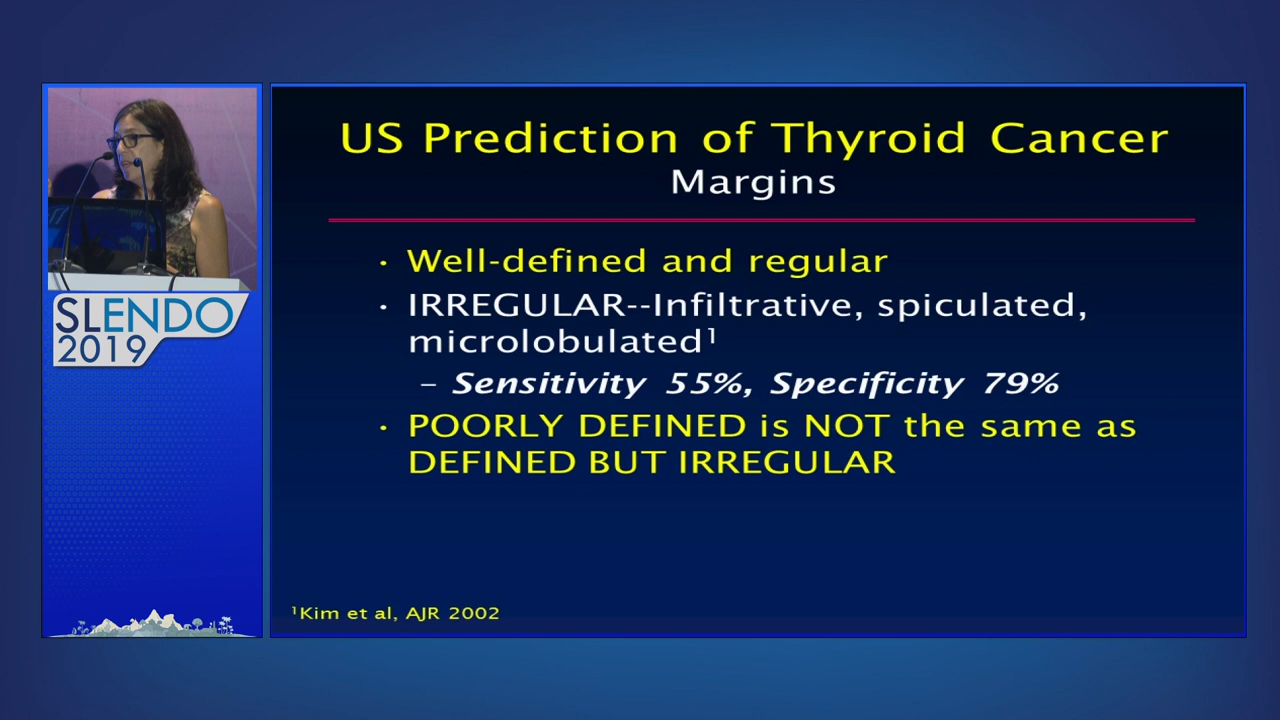 US Prediction of Thyroid Cancer
Margins
• Well-defined and regular
• IRREGULAR--Infiltrative, spiculated,
microlobulated¹
– Sensitivity 55%, Specificity 79%
• POORLY DEFINED is NOT the same as
DEFINED BUT IRREGULAR
¹Kim et al, AJR 2002
SLENDO
2019